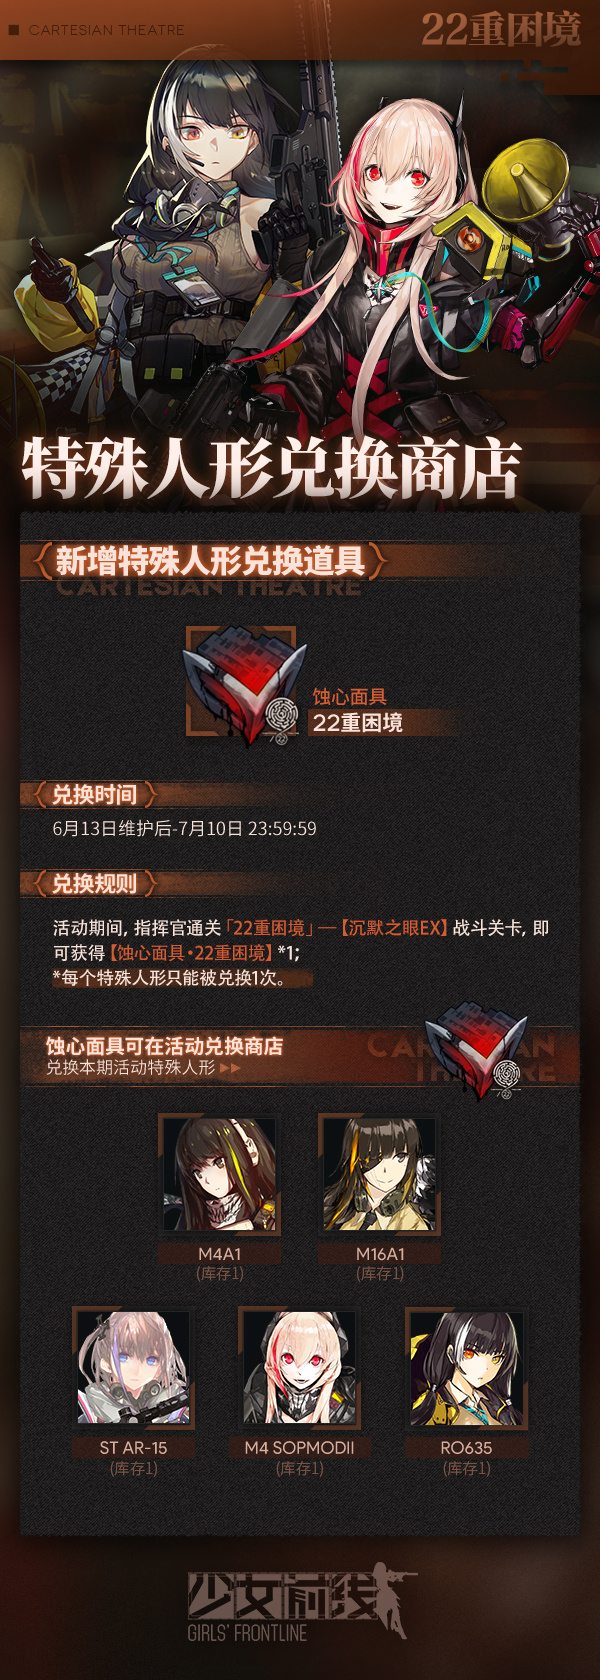 CARTESIAN THEATRE
22重困境
特殊人形兑换商店
新增特殊人形兑换道具
CARTESIAN THEATRE
蚀心面具
22重困境
兑换时间
6月13日维护后-7月10日 23:59:59
兑换规则
活动期间, 指挥官通关「22重困境」—【沉默之眼EX】战斗关卡, 即
可获得【蚀心面具·22重困境】*1;
*每个特殊人形只能被兑换1次。
蚀心面具可在活动兑换商店
兑换本期活动特殊人形 ▶▶
M4A1
(库存1)
M16A1
(库存1)
ST AR-15
(库存1)
M4 SOPMODII
(库存1)
RO635
(库存1)
少女前线
GIRLS' FRONTLINE